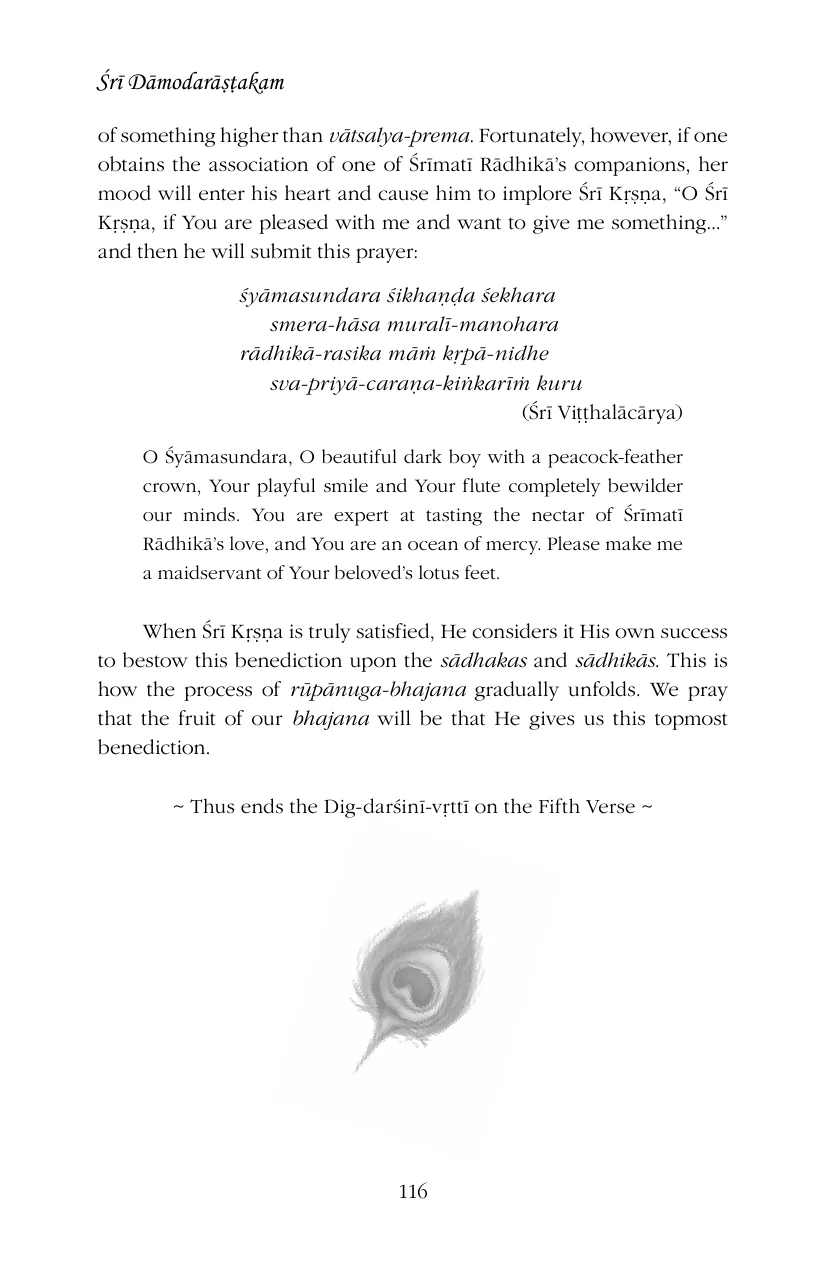 Śrī Dāmodarāṣṭakam
of something higher than vātsalya-prema. Fortunately, however, if one
obtains the association of one of Śrīmatī Rādhikā’s companions, her
mood will enter his heart and cause him to implore Śrī Kṛṣṇa, “O Śrī
Kṛṣṇa, if You are pleased with me and want to give me something...”
and then he will submit this prayer:
śyāmasundara śikhaṇḍa śekhara
smera-hāsa muralī-manohara
rādhikā-rasika māṁ kṛpā-nidhe
sva-priyā-caraṇa-kiṅkarīṁ kuru
(Śrī Viṭṭhalācārya)
O Śyāmasundara, O beautiful dark boy with a peacock-feather
crown, Your playful smile and Your flute completely bewilder
our minds. You are expert at tasting the nectar of Śrīmatī
Rādhikā’s love, and You are an ocean of mercy. Please make me
a maidservant of Your beloved’s lotus feet.
When Śrī Kṛṣṇa is truly satisfied, He considers it His own success
to bestow this benediction upon the sādhakas and sādhikās. This is
how the process of rūpānuga-bhajana gradually unfolds. We pray
that the fruit of our bhajana will be that He gives us this topmost
benediction.
~ Thus ends the Dig-darśinī-vṛttī on the Fifth Verse ~
116